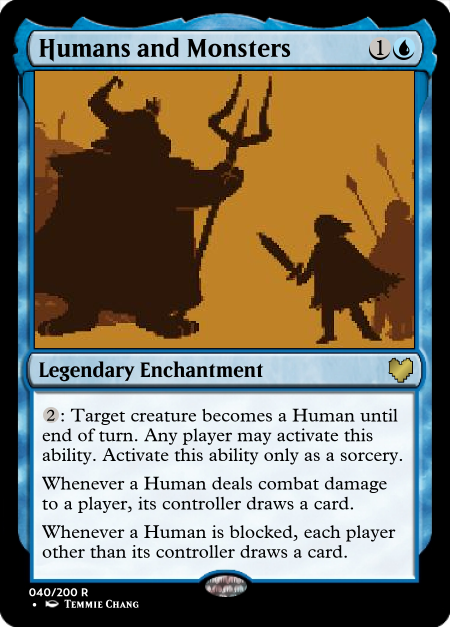 Humans and Monsters 1
Legendary Enchantment
2: Target creature becomes a Human until
end of turn. Any player may activate this
ability. Activate this ability only as a sorcery.
Whenever a Human deals combat damage
to a player, its controller draws a card.
Whenever a Human is blocked, each player
other than its controller draws a card.
040/200 R
• Temmie Chang